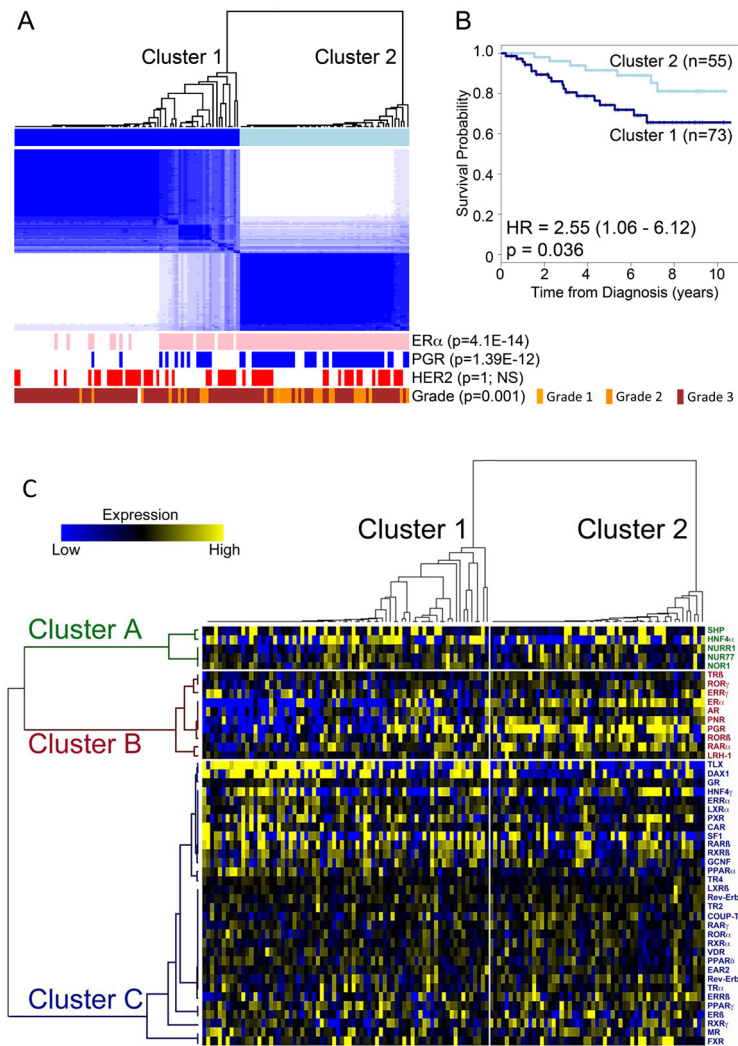 A
Cluster 1
Cluster 2
ERα (p=4.1E-14)
PGR (p=1.39E-12)
HER2 (p=1; NS)
Grade (p=0.001)
Grade 1
Grade 2
Grade 3
B
Survival Probability
1.0
0.8
0.6
0.4
0.2
0
Cluster 2 (n=55)
Cluster 1 (n=73)
HR = 2.55 (1.06 - 6.12)
p = 0.036
0 2 4 6 8 10
Time from Diagnosis (years)
C
Expression
Low High
Cluster 1
Cluster 2
Cluster A
Cluster B
Cluster C
SHP
HNF4α
NURR1
NUR77
NOR1
TRß
RORγ
ERRγ
ERα
AR
PNR
PGR
RORß
RARα
LRH-1
TLX
DAX1
GR
HNF4γ
ERRα
LXRα
PXR
CAR
SF1
RARß
RXRß
GCNF
PPARα
TR4
LXRß
Rev-Erb
TR2
COUP-T
RARγ
RORα
RXRα
VDR
PPARδ
EAR2
Rev-Erb
TRα
ERRß
PPARγ
ERß
RXRγ
MR
FXR